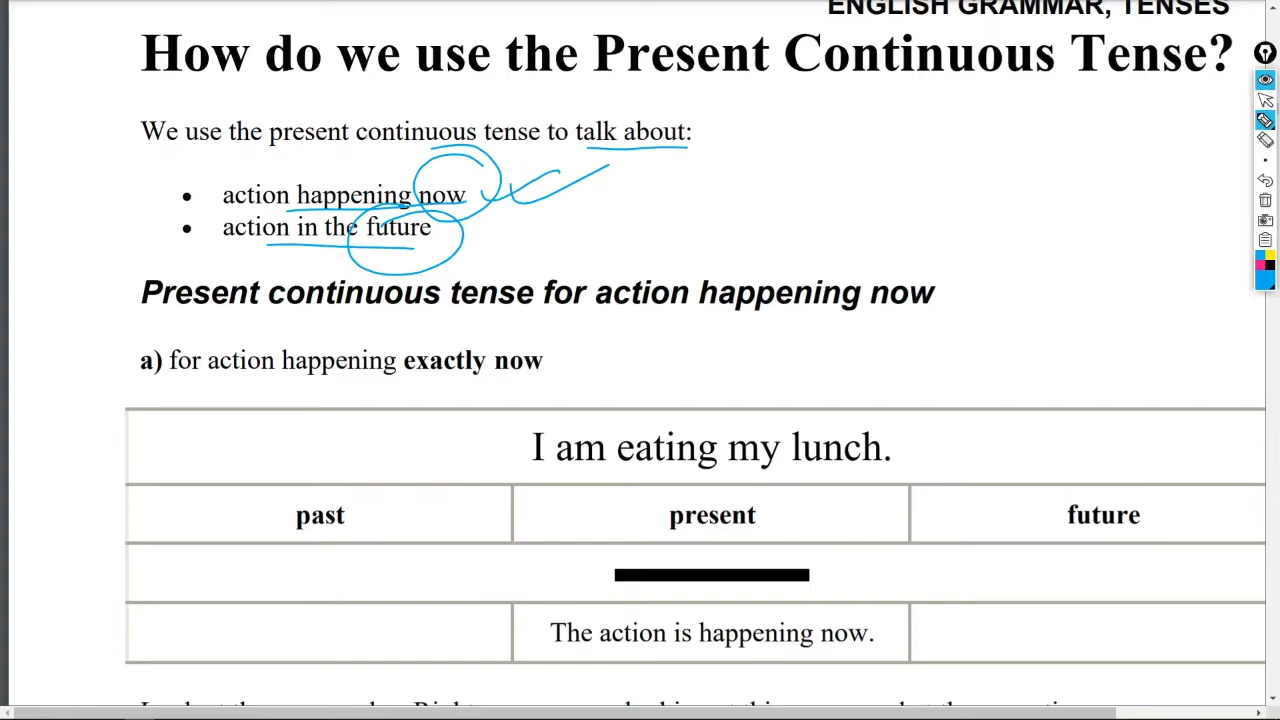 ENGLISH GRAMMAR, TENSES
How do we use the Present Continuous Tense?
We use the present continuous tense to talk about:
• action happening now
• action in the future
Present continuous tense for action happening now
a) for action happening exactly now
I am eating my lunch.
past present future
The action is happening now.